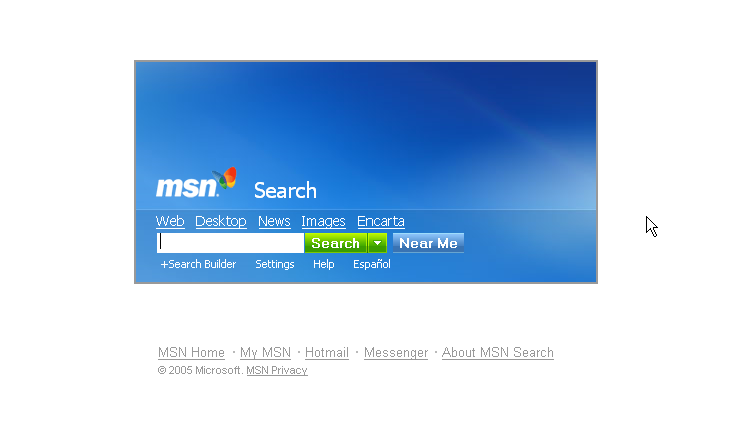 msn Search
Web Desktop News Images Encarta
Search Near Me
+Search Builder Settings Help Español
MSN Home · My MSN · Hotmail · Messenger · About MSN Search
© 2005 Microsoft. MSN Privacy